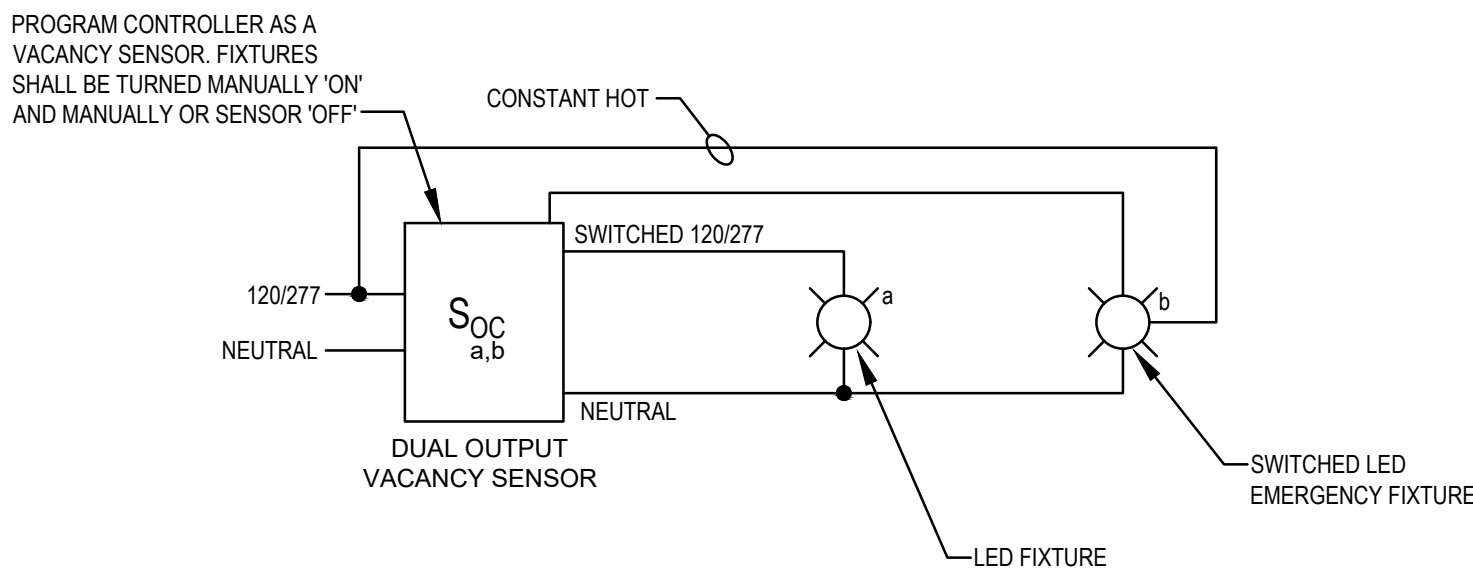 PROGRAM CONTROLLER AS A
VACANCY SENSOR. FIXTURES
SHALL BE TURNED MANUALLY 'ON'
AND MANUALLY OR SENSOR 'OFF'
CONSTANT HOT
SWITCHED 120/277
120/277
a
b
SOC
a,b
NEUTRAL
NEUTRAL
DUAL OUTPUT
VACANCY SENSOR
SWITCHED LED
EMERGENCY FIXTURE
LED FIXTURE